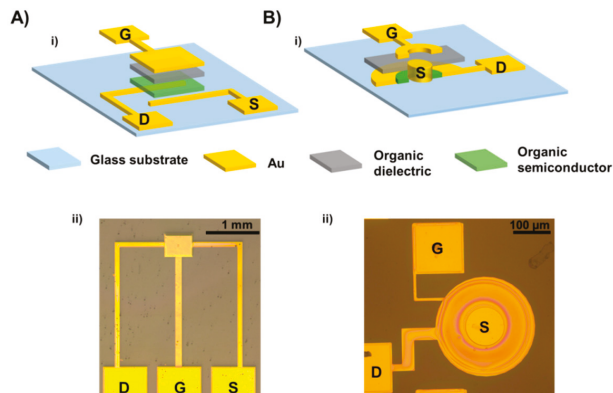 A)
i)
G
D
S
B)
i)
G
S
D
Glass substrate
Au
Organic
dielectric
Organic
semiconductor
ii)
1 mm
D
G
S
ii)
100 µm
G
S
D